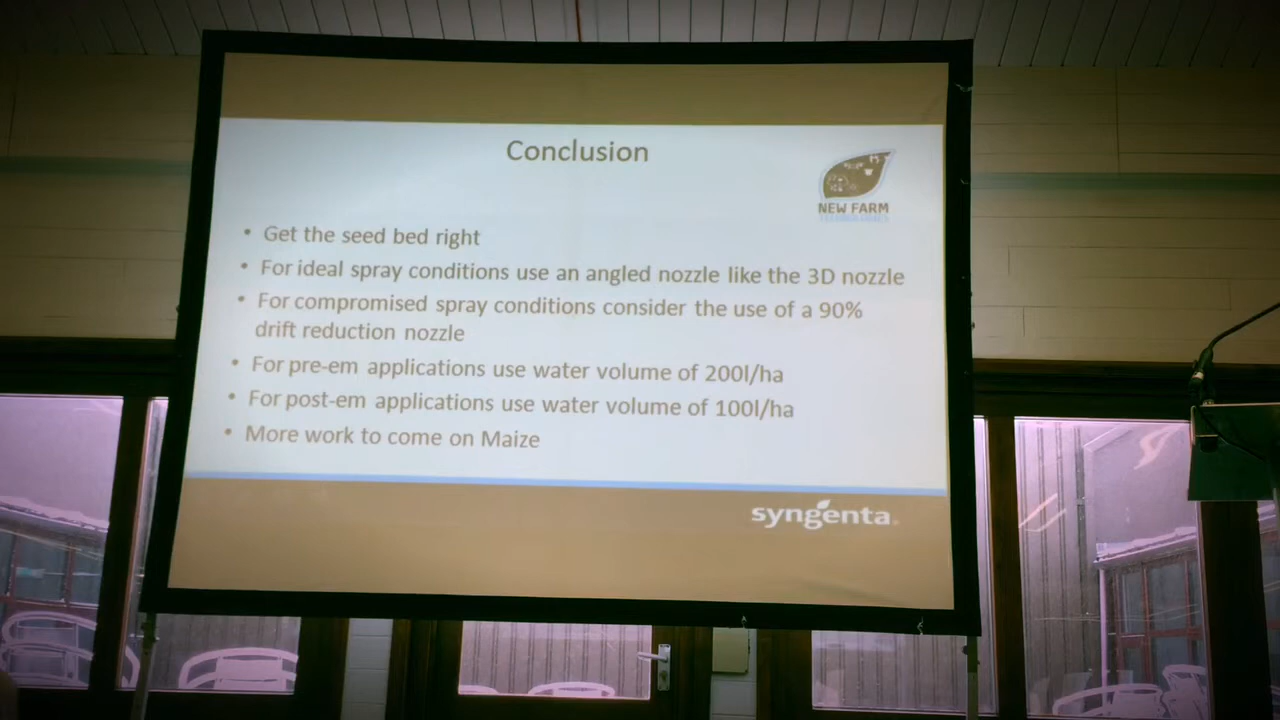 Conclusion
NEW FARM
TECHNOLOGIES
• Get the seed bed right
• For ideal spray conditions use an angled nozzle like the 3D nozzle
• For compromised spray conditions consider the use of a 90%
drift reduction nozzle
• For pre-em applications use water volume of 200l/ha
• For post-em applications use water volume of 100l/ha
• More work to come on Maize
syngenta